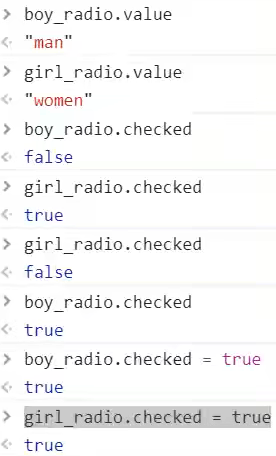 > boy_radio.value
<· "man"
> girl_radio.value
<· "women"
> boy_radio.checked
<· false
> girl_radio.checked
<· true
> girl_radio.checked
<· false
> boy_radio.checked
<· true
> boy_radio.checked = true
<· true
> girl_radio.checked = true
<· true